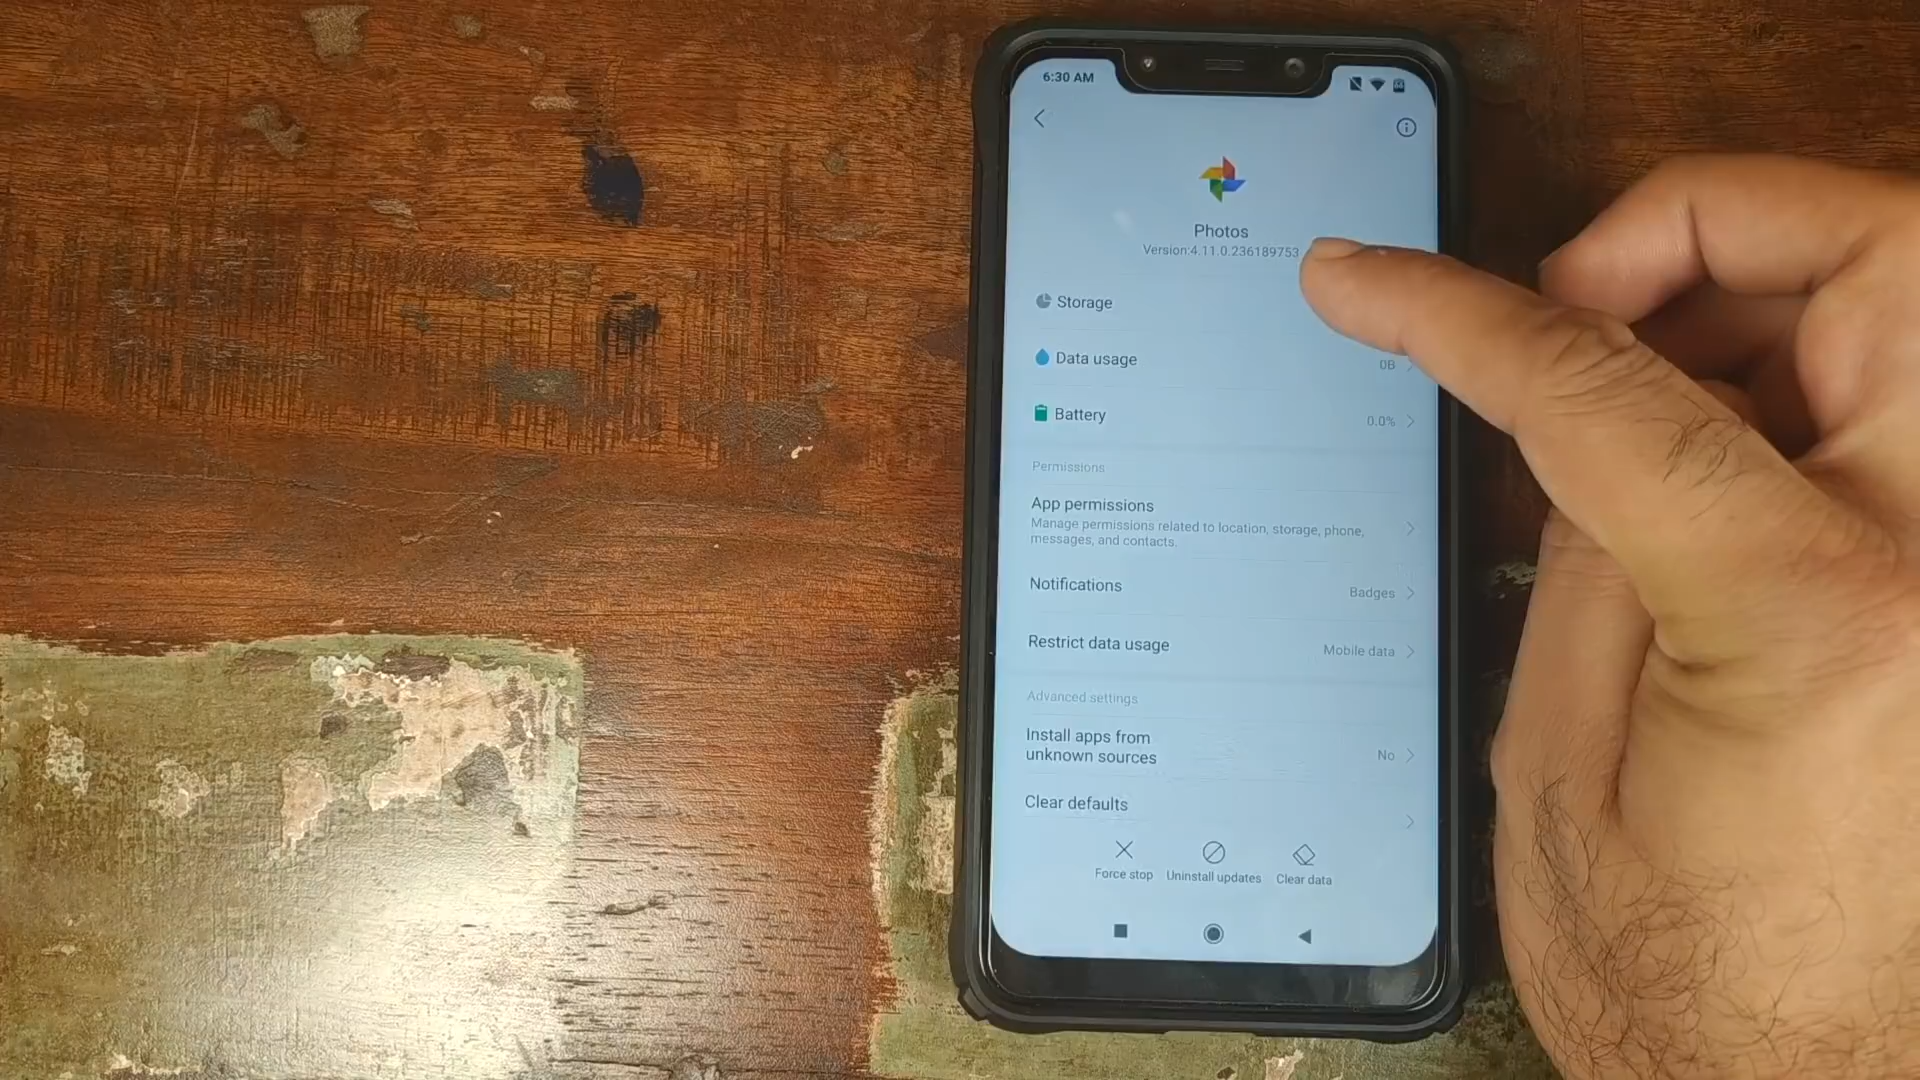 6:30 AM
Photos
Version:4.11.0.236189753
Storage
Data usage
0B
Battery
0.0%
Permissions
App permissions
Manage permissions related to location, storage, phone,
messages, and contacts.
Notifications
Badges
Restrict data usage
Mobile data
Advanced settings
Install apps from
unknown sources
No
Clear defaults
Force stop
Uninstall updates
Clear data